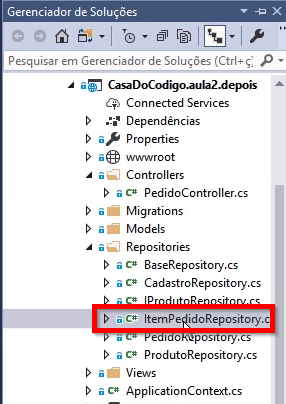 Gerenciador de Soluções
Pesquisar em Gerenciador de Soluções (Ctrl+ç)
CasaDoCodigo.aula2.depois
Connected Services
Dependências
Properties
wwwroot
Controllers
C# PedidoController.cs
Migrations
Models
Repositories
C# BaseRepository.cs
C# CadastroRepository.cs
C# IProdutoRepository.cs
C# ItemPedidoRepository.c
C# PedidoRepository.cs
C# ProdutoRepository.cs
Views
C# ApplicationContext.cs